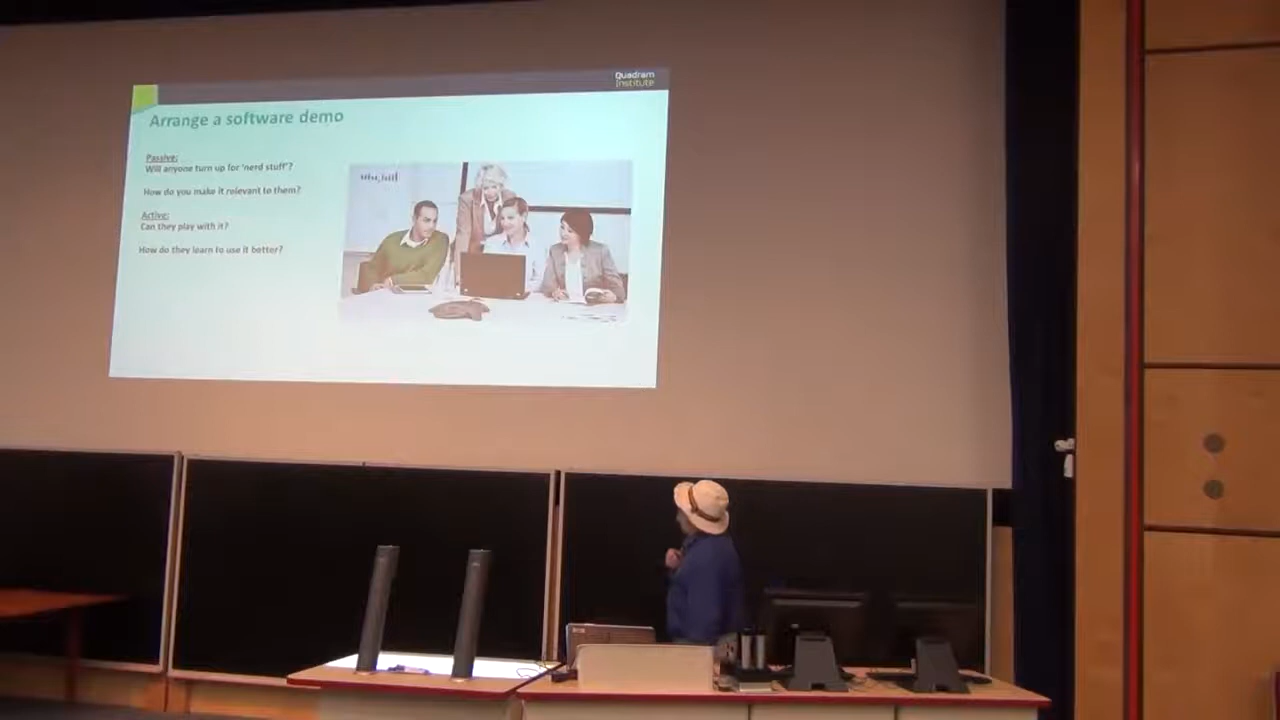 Quadram
Institute
Arrange a software demo
Passive:
Will anyone turn up for 'nerd stuff'?
How do you make it relevant to them?
Active:
Can they play with it?
How do they learn to use it better?